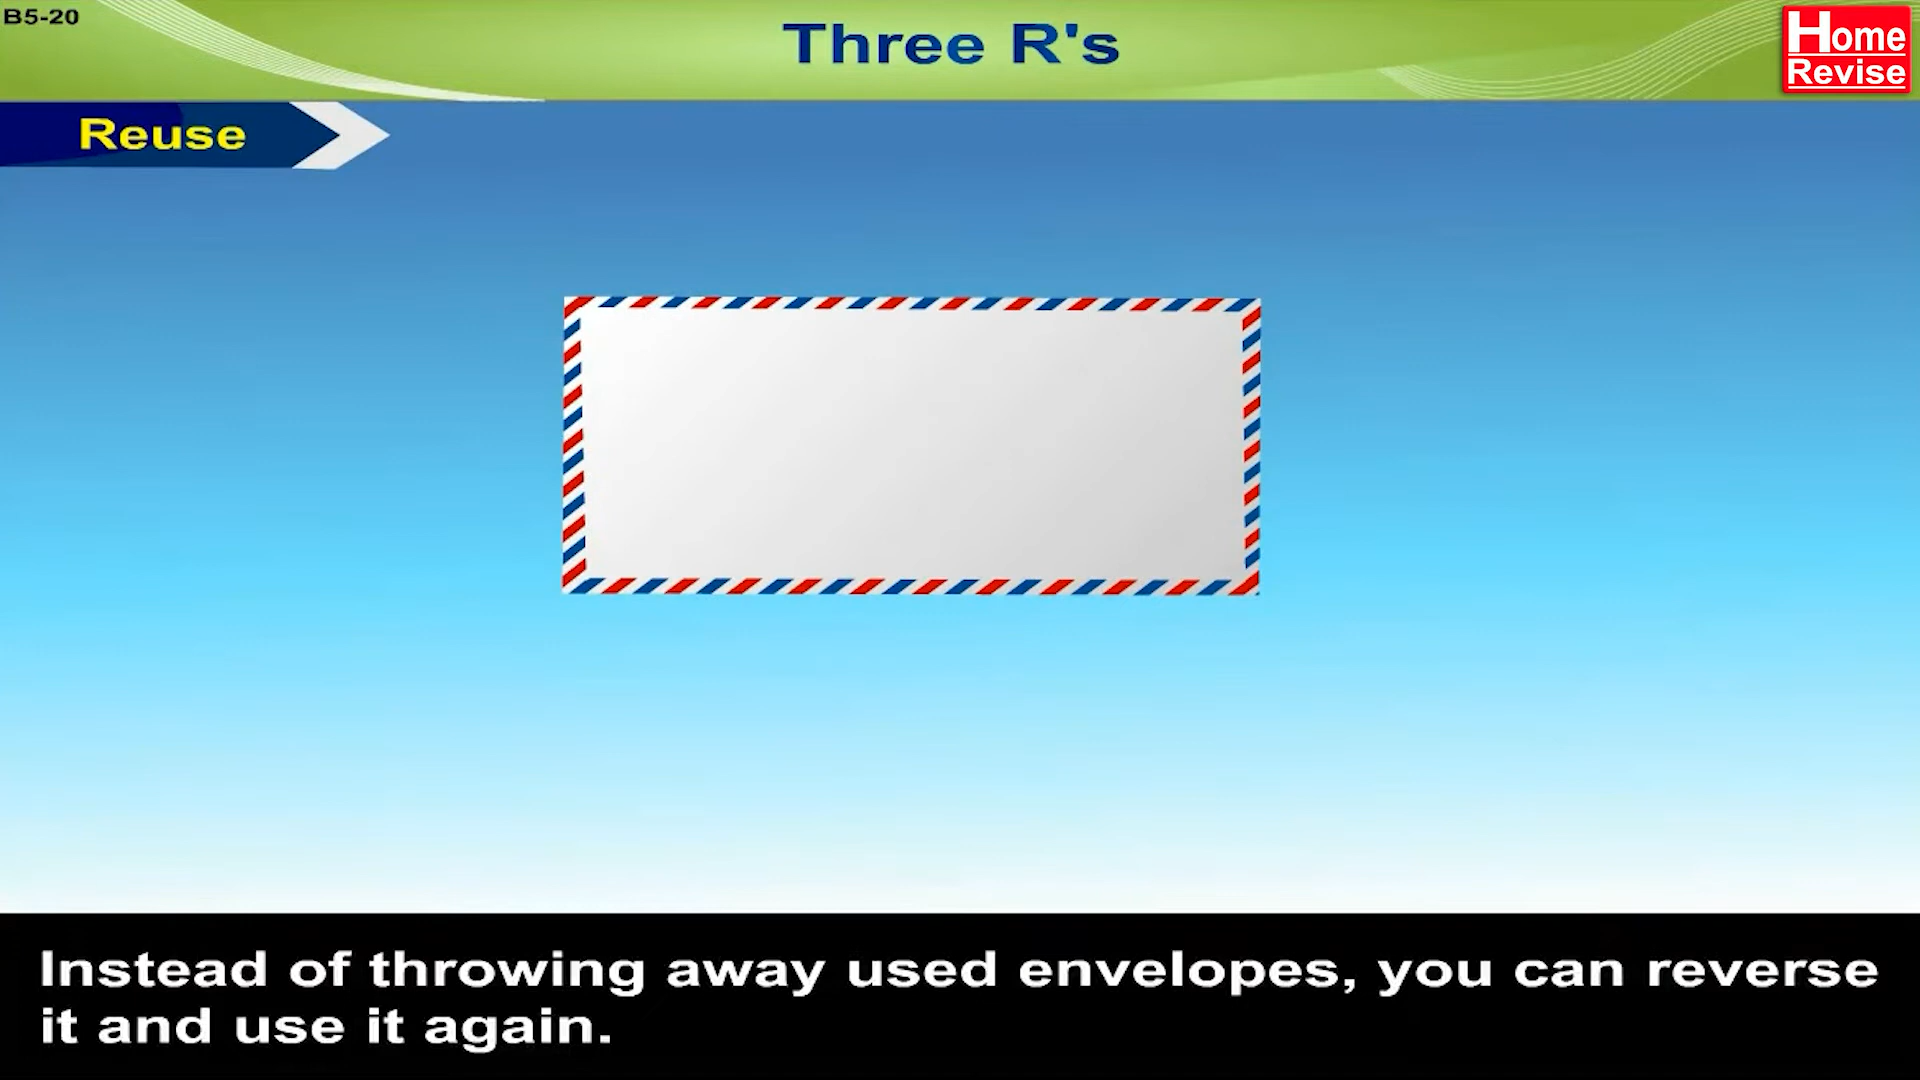 B5-20
Three R's
Home
Revise
Reuse
Instead of throwing away used envelopes, you can reverse
it and use it again.